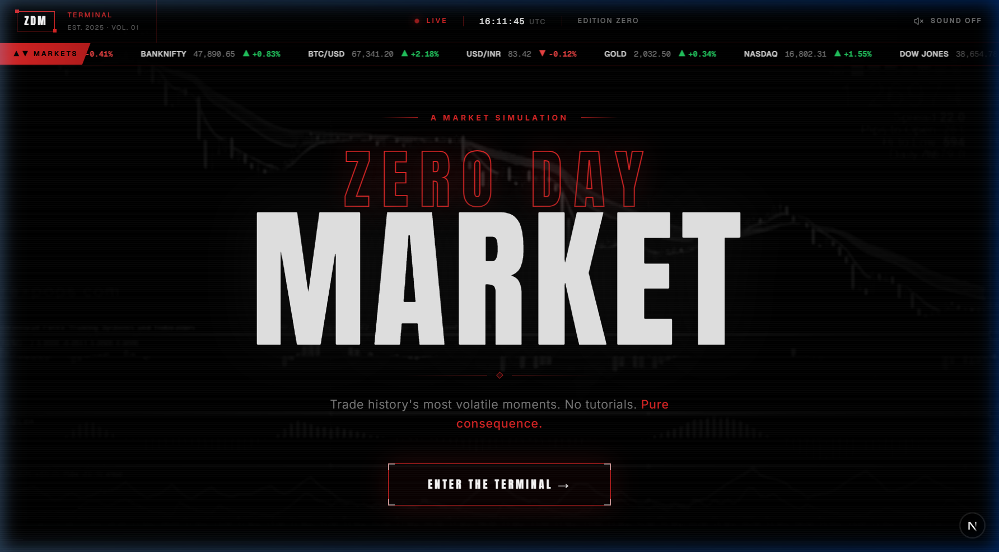 ZDM
TERMINAL
EST. 2025 · VOL. 01
LIVE
16:11:45 UTC
EDITION ZERO
SOUND OFF
▲▼ MARKETS
-0.41%
BANKNIFTY 47,890.65 ▲ +0.83%
BTC/USD 67,341.20 ▲ +2.18%
USD/INR 83.42 ▼ -0.12%
GOLD 2,032.50 ▲ +0.34%
NASDAQ 16,802.31 ▲ +1.55%
DOW JONES
A MARKET SIMULATION
ZERO DAY
MARKET
Trade history's most volatile moments. No tutorials. Pure
consequence.
ENTER THE TERMINAL →
N